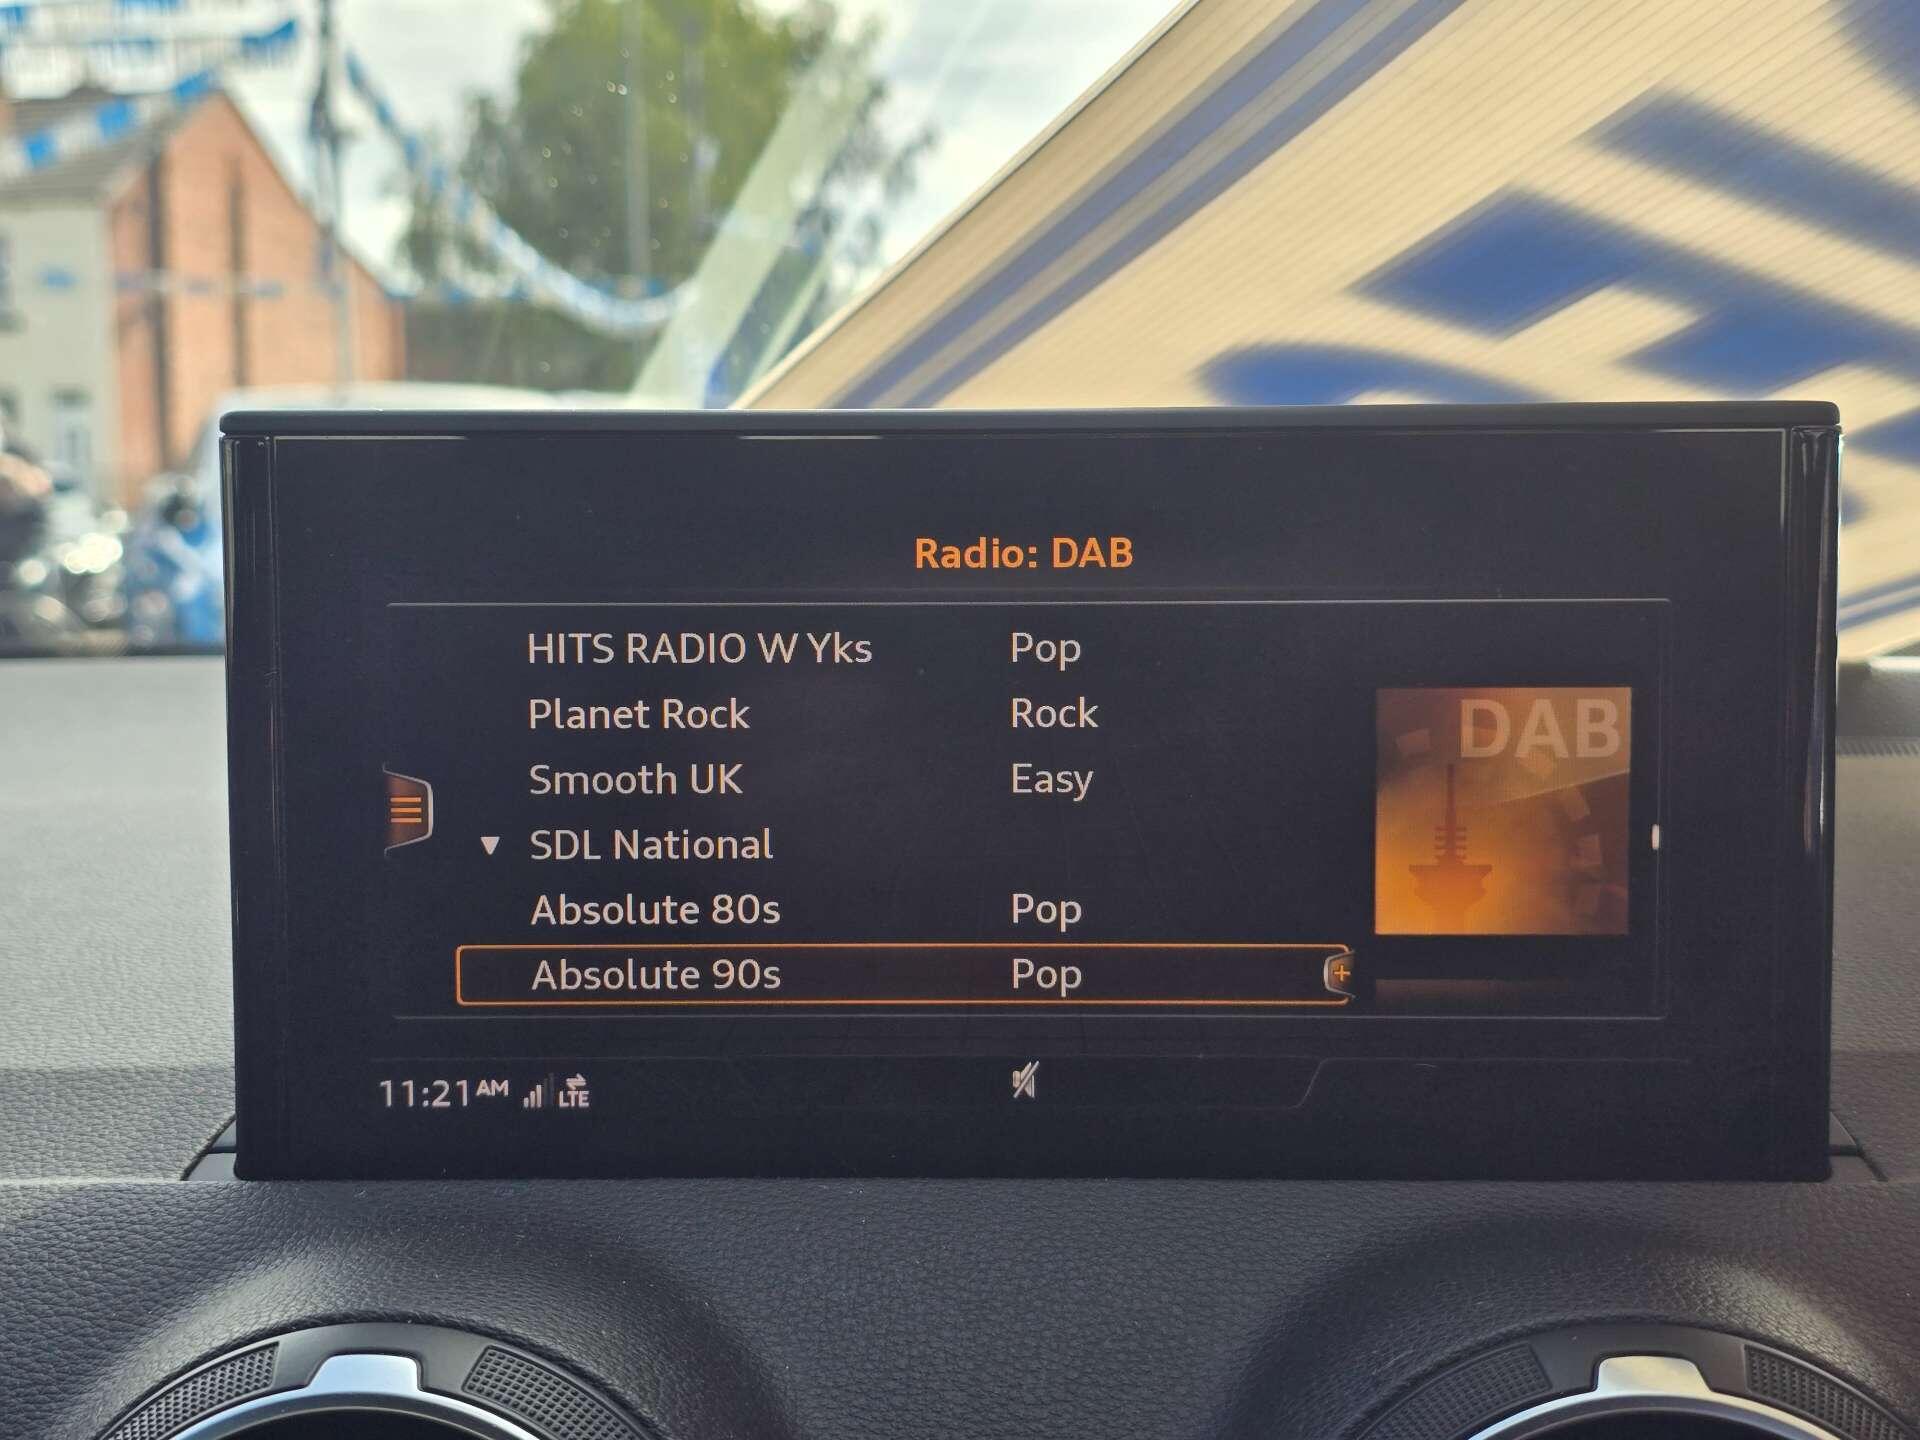 Radio: DAB
HITS RADIO W Yks Pop
Planet Rock Rock
Smooth UK Easy
▼ SDL National
Absolute 80s Pop
Absolute 90s Pop +
DAB
11:21 AM LTE